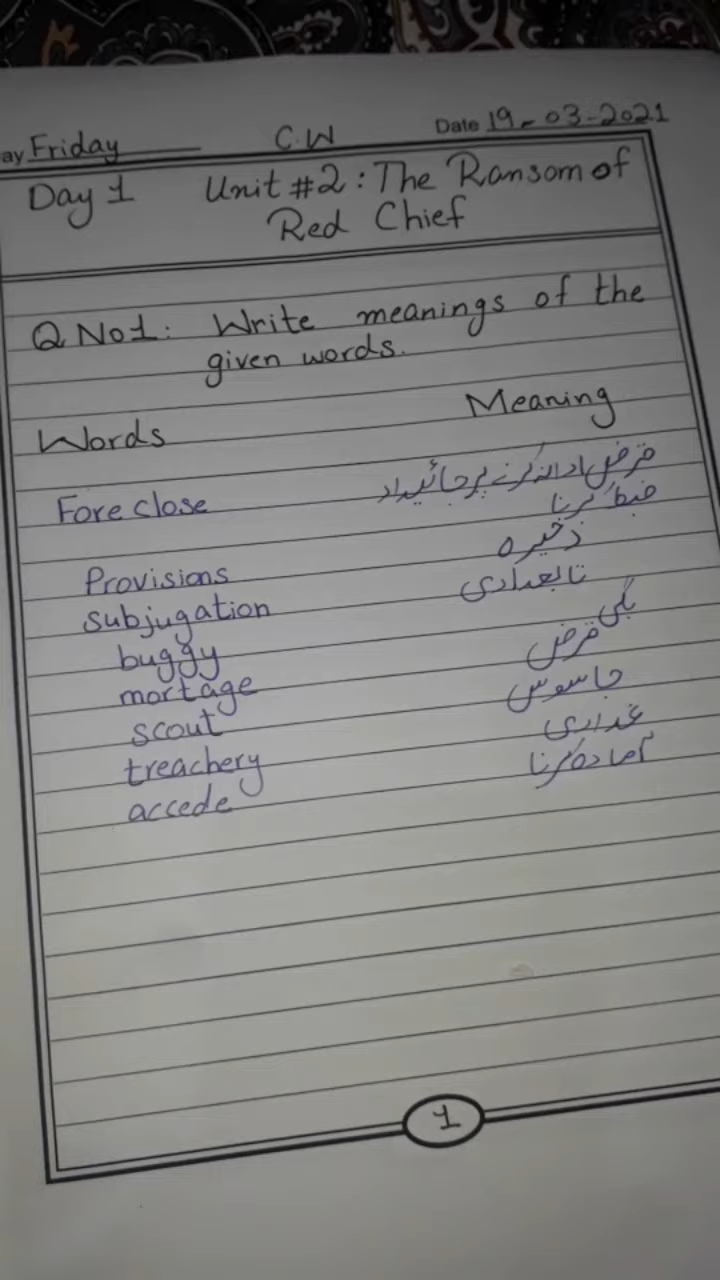 ay Friday C.W Date 19-03-2021
Day 1 Unit #2: The Ransom of
Red Chief
Q No1: Write meanings of the
given words.
Words Meaning
Fore close قرض ادا نہ کرنے پر جائیداد
ضبط کرنا
Provisions ذخیرہ
subjugation تابعداری
buggy بگی
mortage قرض
scout جاسوس
treachery غداری
accede آمادہ کرنا
1